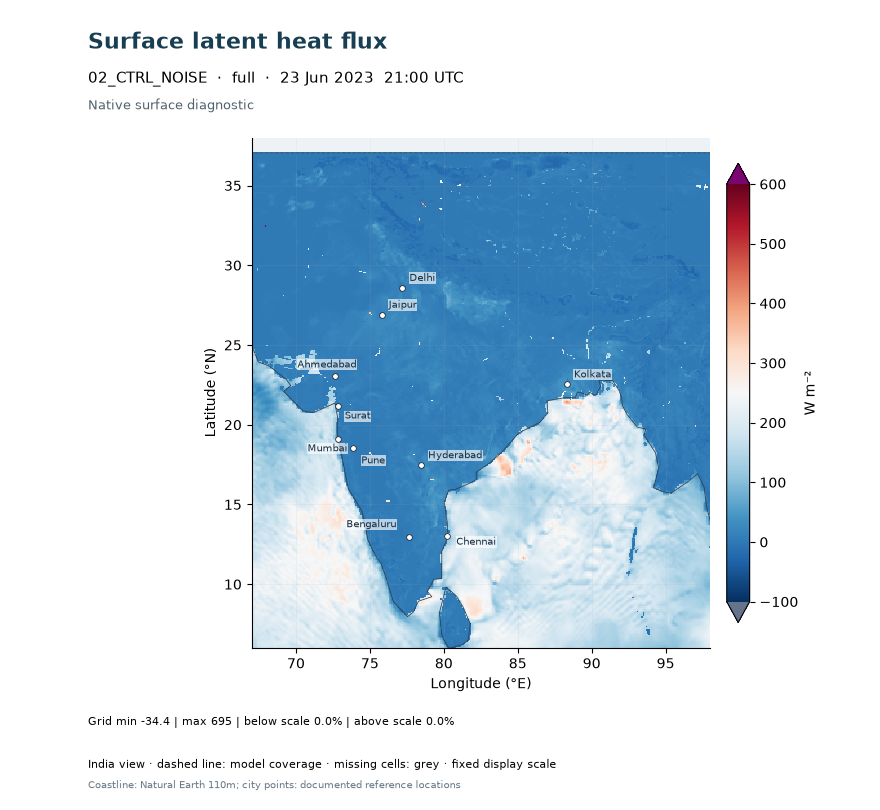 Surface latent heat flux
02_CTRL_NOISE · full · 23 Jun 2023 21:00 UTC
Native surface diagnostic
35
30
25
20
15
10
Latitude (°N)
Delhi
Jaipur
Ahmedabad
Kolkata
Surat
Mumbai
Pune
Hyderabad
Bengaluru
Chennai
70 75 80 85 90 95
Longitude (°E)
600
500
400
300
200
100
0
−100
W m⁻²
Grid min -34.4 | max 695 | below scale 0.0% | above scale 0.0%
India view · dashed line: model coverage · missing cells: grey · fixed display scale
Coastline: Natural Earth 110m; city points: documented reference locations